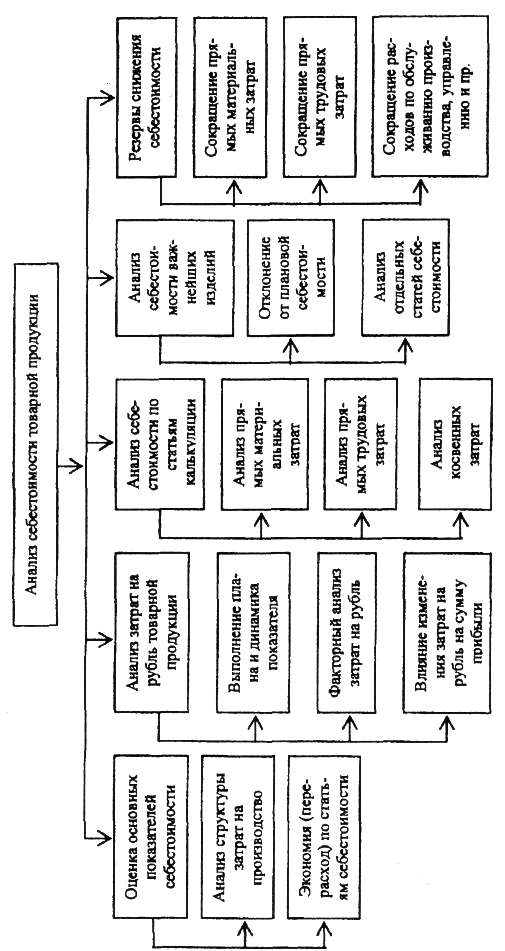 Анализ себестоимости товарной продукции
Оценка основных
показателей
себестоимости
Анализ структуры
затрат на
производство
Экономия (пере-
расход) по стать-
ям себестоимости
Анализ затрат на
рубль товарной
продукции
Выполнение пла-
на и динамика
показателя
Факторный анализ
затрат на рубль
Влияние измене-
ния затрат на
рубль на сумму
прибыли
Анализ себе-
стоимости по
статьям
калькуляции
Анализ пря-
мых матери-
альных
затрат
Анализ пря-
мых трудовых
затрат
Анализ
косвенных
затрат
Анализ
себестои-
мости важ-
нейших
изделий
Отклонение
от плановой
себестои-
мости
Анализ
отдельных
статей себе-
стоимости
Резервы снижения
себестоимости
Сокращение пря-
мых материаль-
ных затрат
Сокращение пря-
мых трудовых
затрат
Сокращение рас-
ходов по обслу-
живанию произ-
водства, управле-
нию и пр.